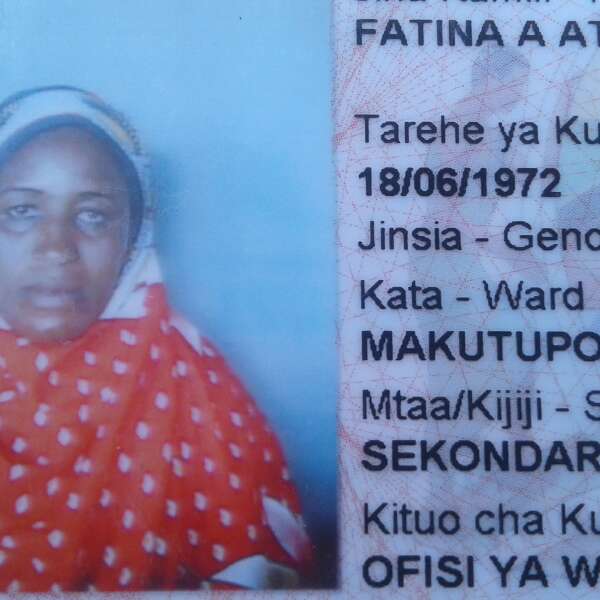 FATINA A AT
Tarehe ya Ku
18/06/1972
Jinsia - Gend
Kata - Ward
MAKUTUPO
Mtaa/Kijiji - S
SEKONDAR
Kituo cha Ku
OFISI YA W